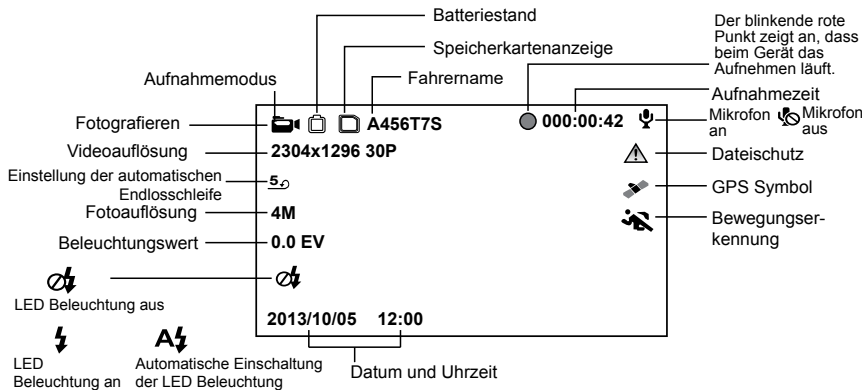 Batteriestand
Speicherkartenanzeige
Fahrername
Der blinkende rote
Punkt zeigt an, dass
beim Gerät das
Aufnehmen läuft.
Aufnahmemodus
Aufnahmezeit
Fotografieren
A456T7S
000:00:42
Mikrofon
an
Mikrofon
aus
Videoauflösung
2304x1296 30P
Dateischutz
Einstellung der automatischen
Endlosschleife
5
GPS Symbol
Fotoauflösung
4M
Bewegungser-
kennung
Beleuchtungswert
0.0 EV
LED Beleuchtung aus
2013/10/05 12:00
A
LED
Beleuchtung an
Automatische Einschaltung
der LED Beleuchtung
Datum und Uhrzeit